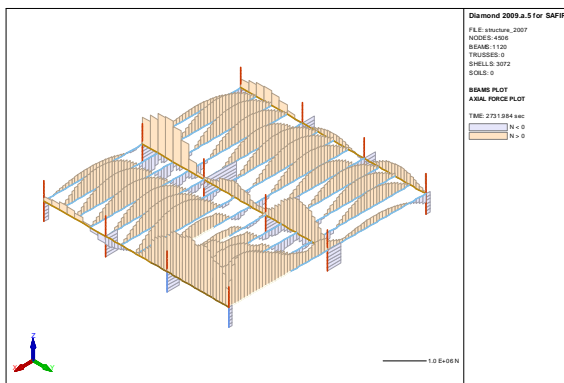 Diamond 2009.a.5 for SAFIR
FILE: structure_2007
NODES: 4506
BEAMS: 1120
TRUSSES: 0
SHELLS: 3072
SOILS: 0
BEAMS PLOT
AXIAL FORCE PLOT
TIME: 2731.984 sec
N < 0
N > 0
Z
1.0 E+06 N